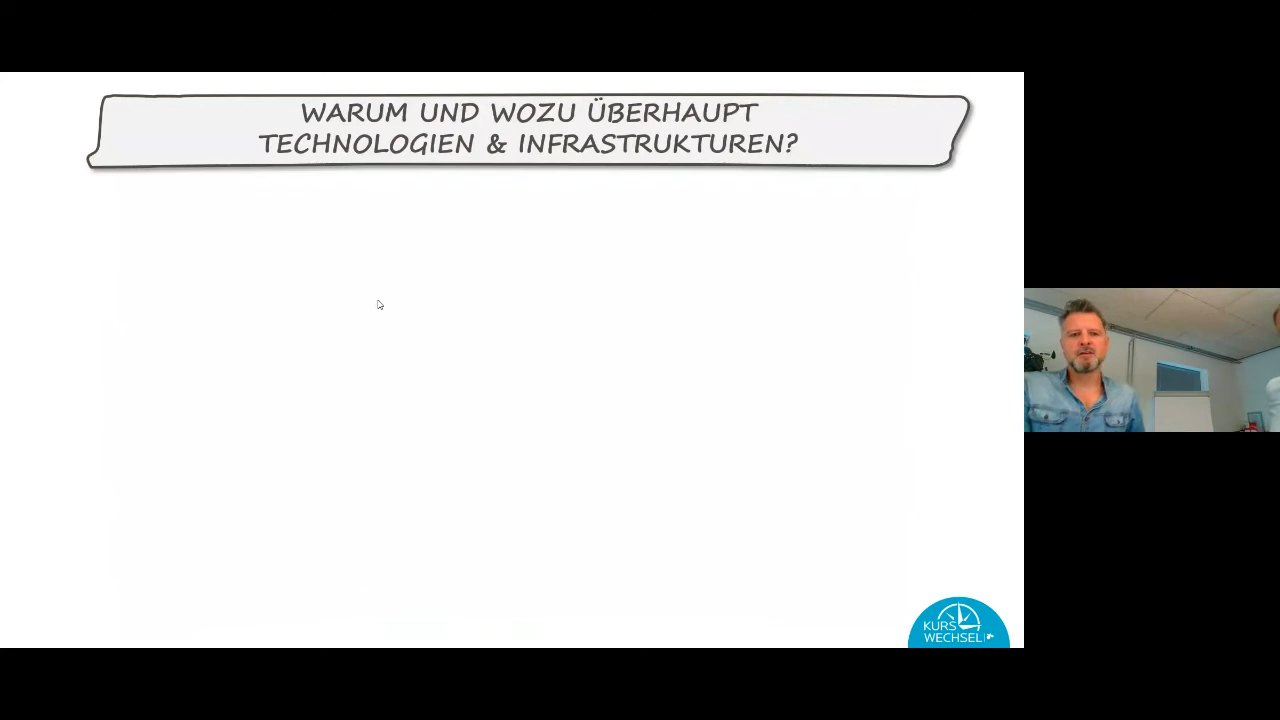 WARUM UND WOZU ÜBERHAUPT
TECHNOLOGIEN & INFRASTRUKTUREN?
KURS
WECHSEL